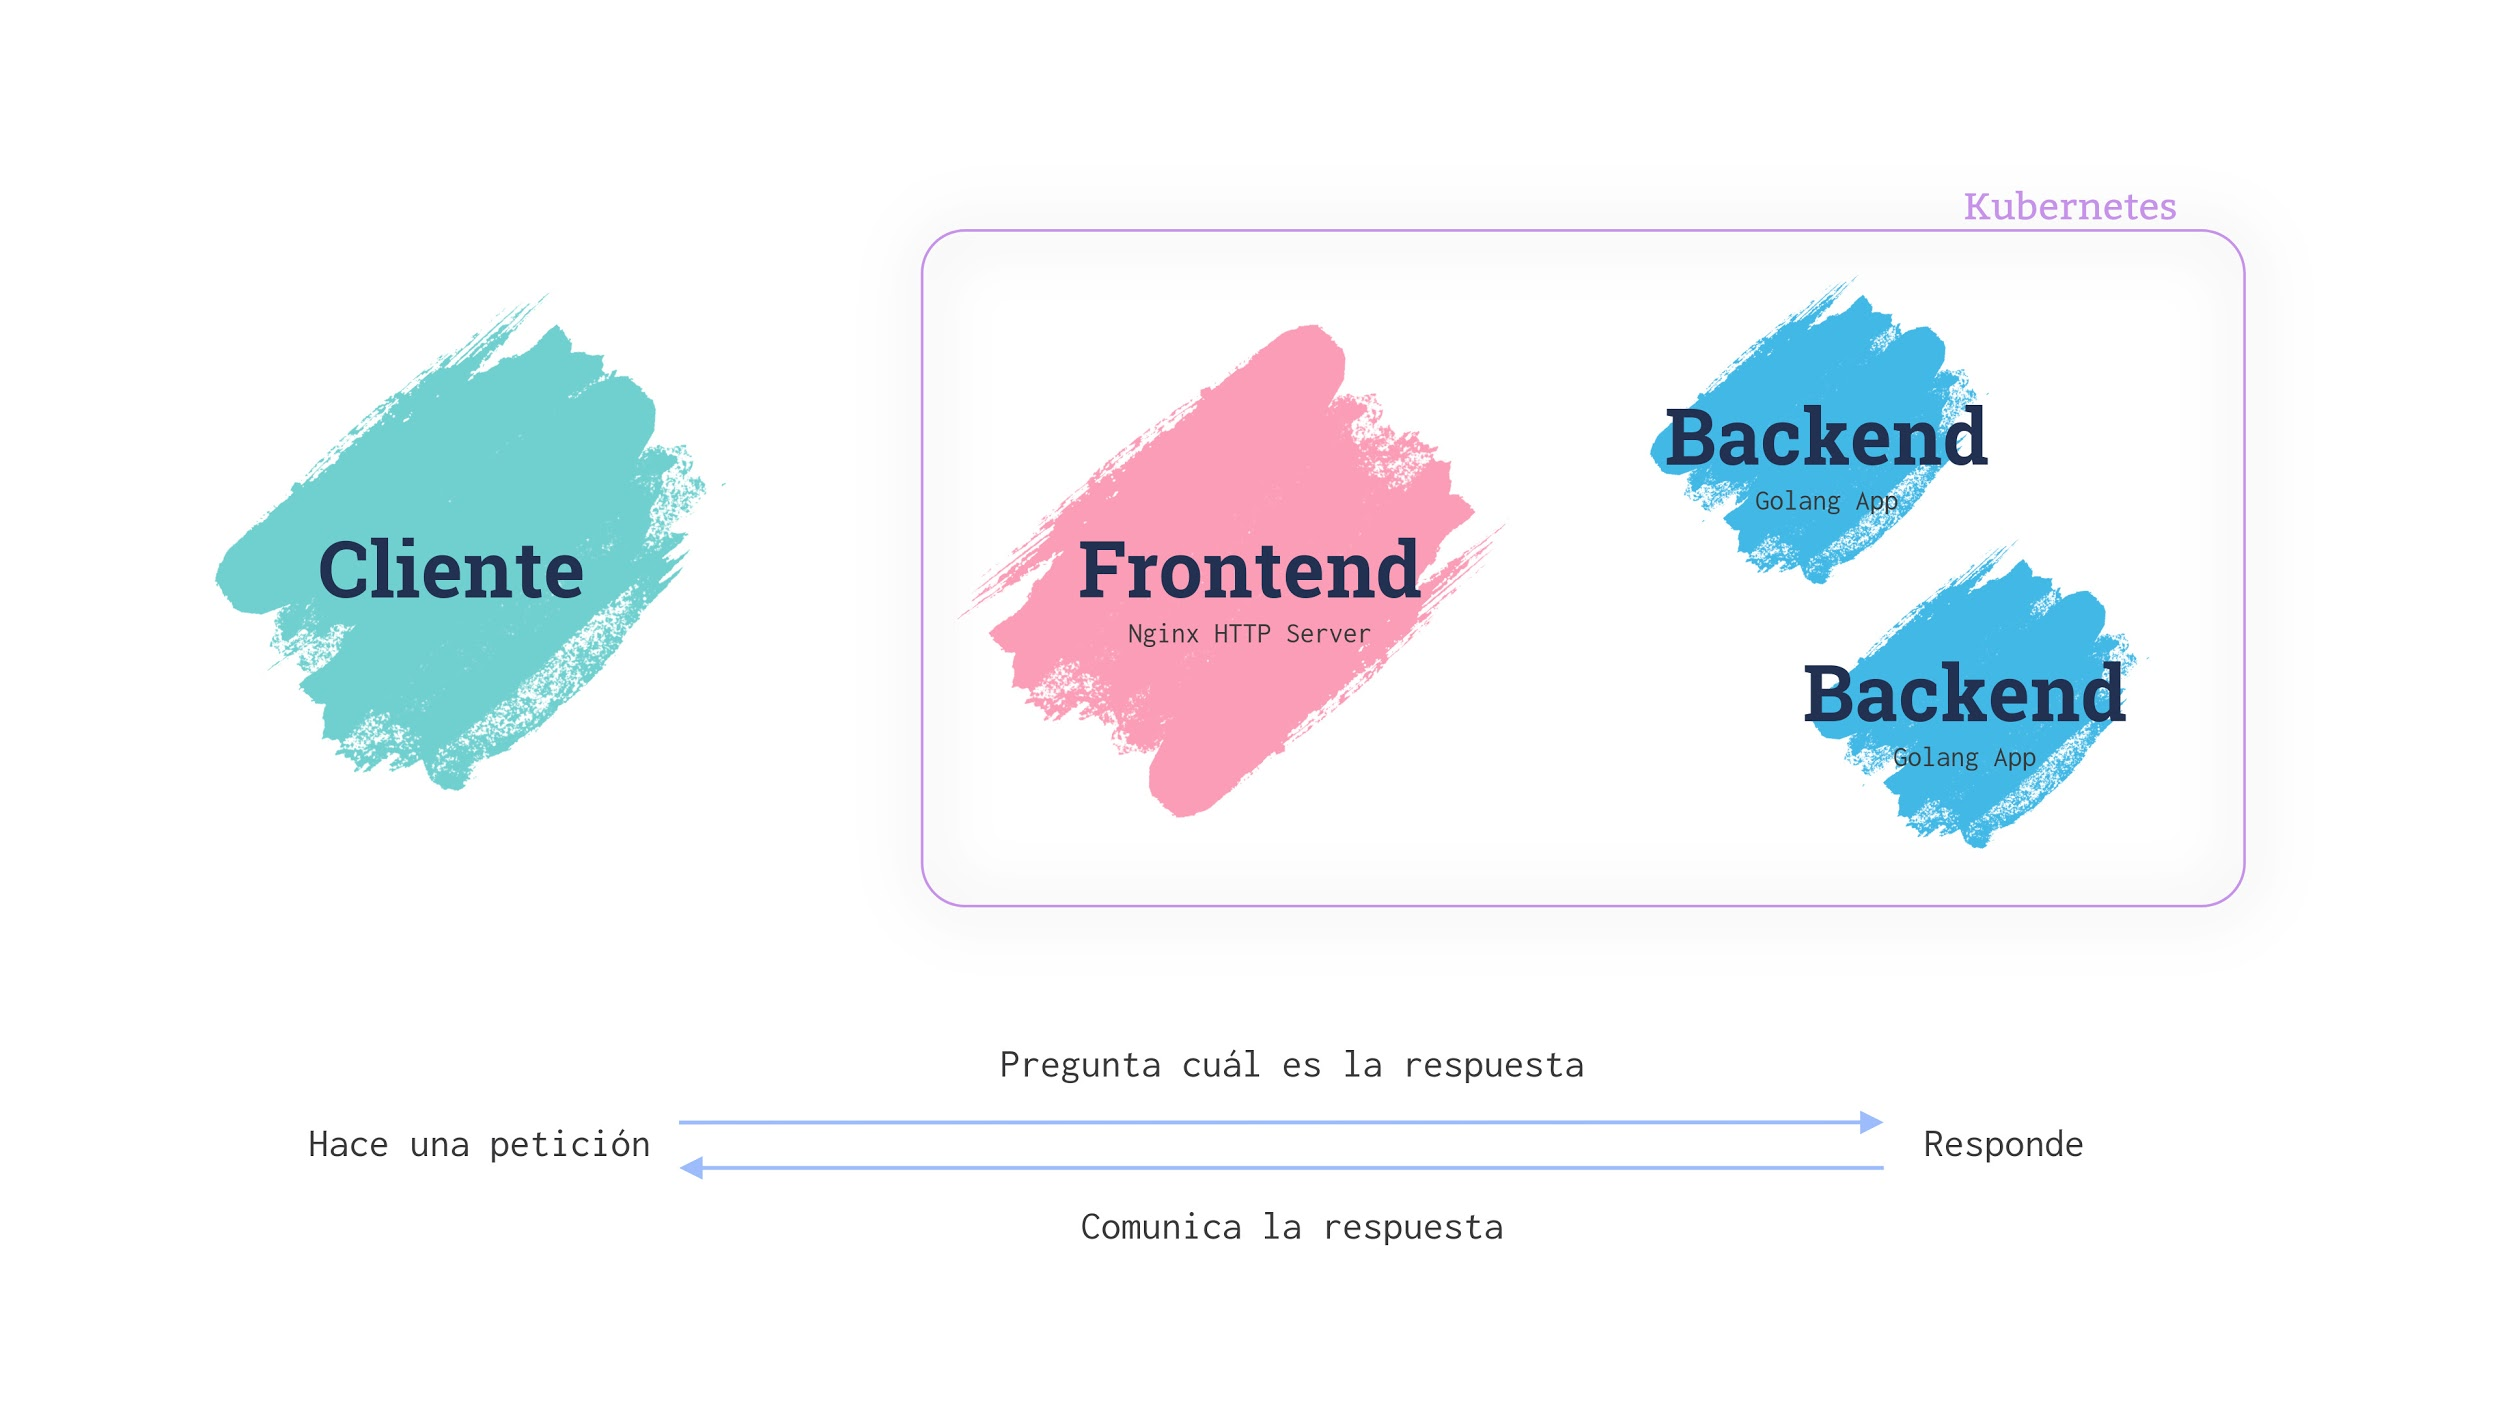 Kubernetes
Cliente
Frontend
Nginx HTTP Server
Backend
Golang App
Backend
Golang App
Pregunta cuál es la respuesta
Hace una petición
Responde
Comunica la respuesta